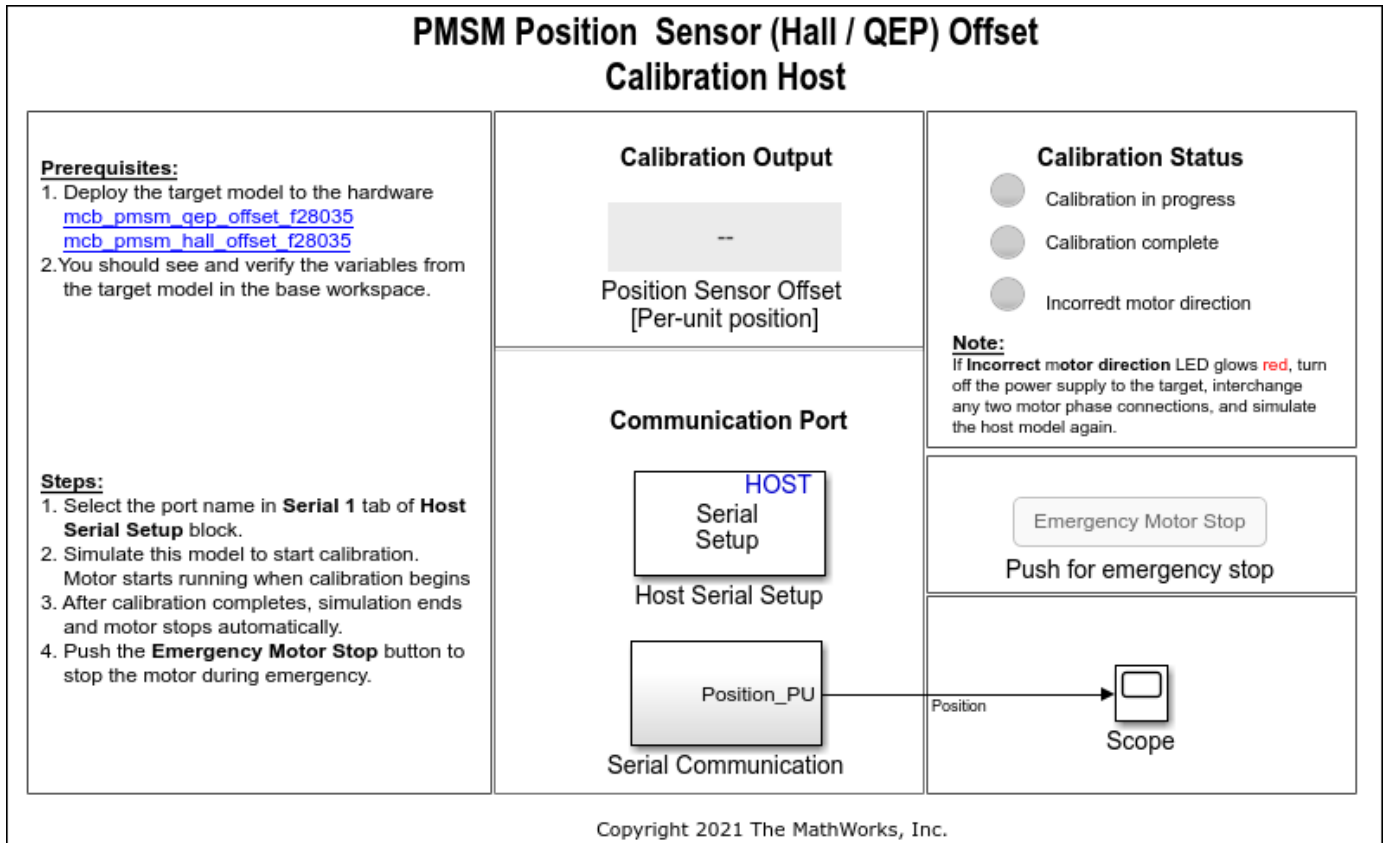 PMSM Position Sensor (Hall / QEP) Offset
Calibration Host
Prerequisites:
1. Deploy the target model to the hardware
mcb_pmsm_qep_offset_f28035
mcb_pmsm_hall_offset_f28035
2.You should see and verify the variables from
the target model in the base workspace.
Steps:
1. Select the port name in Serial 1 tab of Host
Serial Setup block.
2. Simulate this model to start calibration.
Motor starts running when calibration begins
3. After calibration completes, simulation ends
and motor stops automatically.
4. Push the Emergency Motor Stop button to
stop the motor during emergency.
Calibration Output
--
Position Sensor Offset
[Per-unit position]
Communication Port
HOST
Serial
Setup
Host Serial Setup
Position_PU
Serial Communication
Calibration Status
Calibration in progress
Calibration complete
Incorredt motor direction
Note:
If Incorrect motor direction LED glows red, turn
off the power supply to the target, interchange
any two motor phase connections, and simulate
the host model again.
Emergency Motor Stop
Push for emergency stop
Position
Scope
Copyright 2021 The MathWorks, Inc.